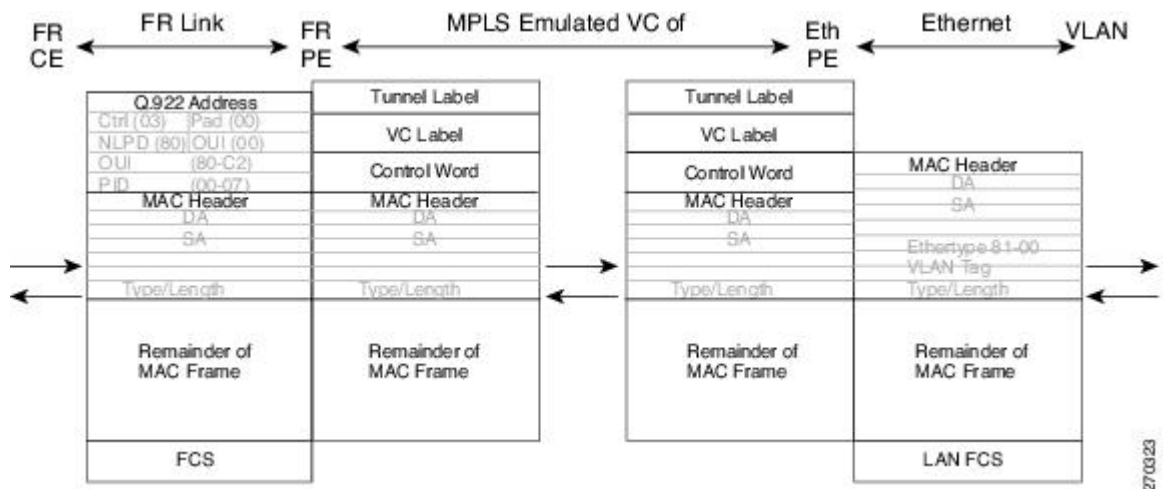 FR CE
FR Link
FR PE
MPLS Emulated VC of
Eth PE
Ethernet
VLAN
Q.922 Address
Ctrl (03) Pad (00)
NLPD (80) OUI (00)
OUI (80-C2)
PID (00-07)
MAC Header
DA
SA
Type/Length
Remainder of
MAC Frame
FCS
Tunnel Label
VC Label
Control Word
MAC Header
DA
SA
Type/Length
Remainder of
MAC Frame
Tunnel Label
VC Label
Control Word
MAC Header
DA
SA
Type/Length
Remainder of
MAC Frame
MAC Header
DA
SA
Ethertype 81-00
VLAN Tag
Type/Length
Remainder of
MAC Frame
LAN FCS
270323